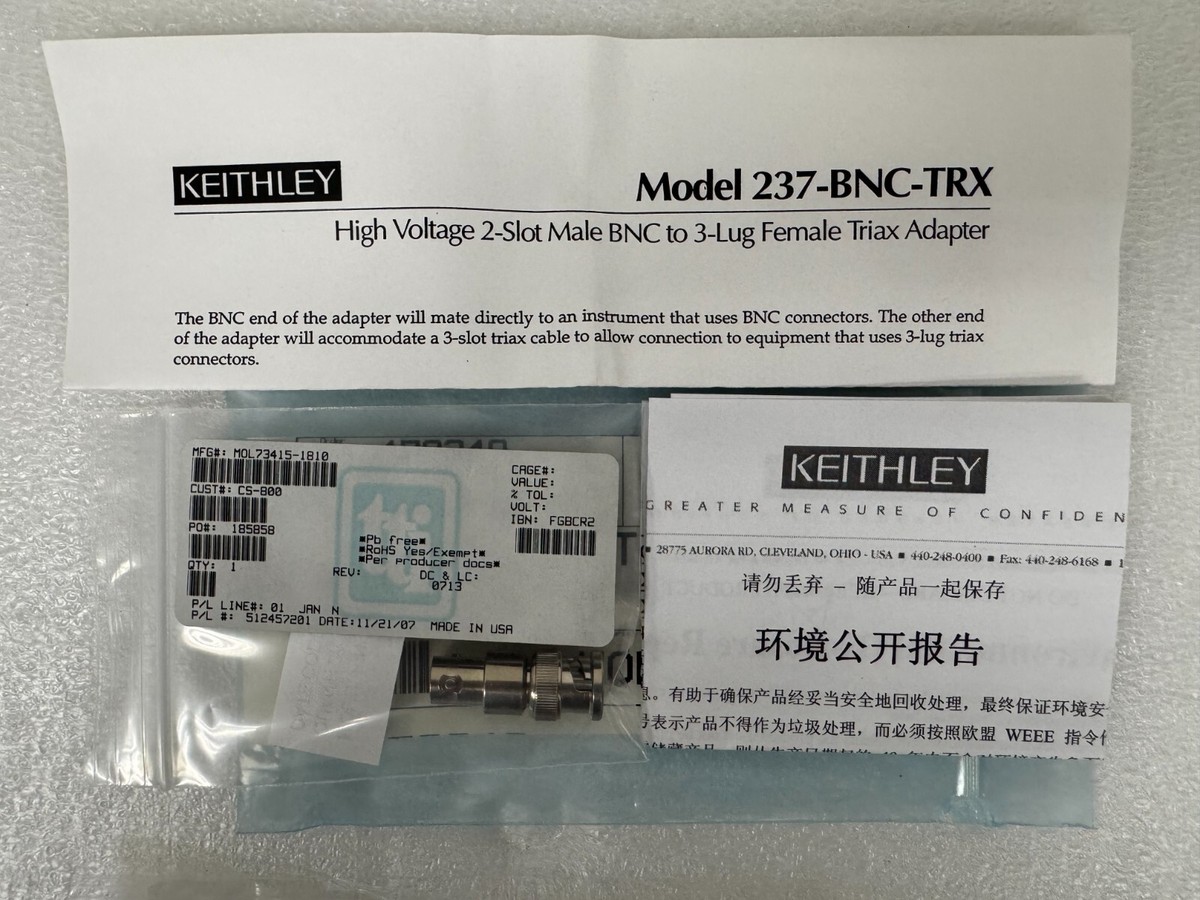 KEITHLEY
Model 237-BNC-TRX
High Voltage 2-Slot Male BNC to 3-Lug Female Triax Adapter
The BNC end of the adapter will mate directly to an instrument that uses BNC connectors. The other end
of the adapter will accommodate a 3-slot triax cable to allow connection to equipment that uses 3-lug triax
connectors.
MFG#: MOL73415-1810
CUST#: CS-800
PO#: 185858
QTY: 1
CAGE#:
VALUE:
% TOL:
VOLT:
IBN: FGBCR2
tti
*Pb free*
*RoHS Yes/Exempt*
*Per producer docs*
REV: DC & LC:
0713
P/L LINE#: 01 JAN N
P/L #: 512457201 DATE:11/21/07 MADE IN USA
KEITHLEY
GREATER MEASURE OF CONFIDEN
■ 28775 AURORA RD, CLEVELAND, OHIO - USA ■ 440-248-0400 ■ Fax: 440-248-6168 ■ 1
请勿丢弃 – 随产品一起保存
环境公开报告
息。有助于确保产品经妥当安全地回收处理，最终保证环境安
号表示产品不得作为垃圾处理，而必须按照欧盟 WEEE 指令